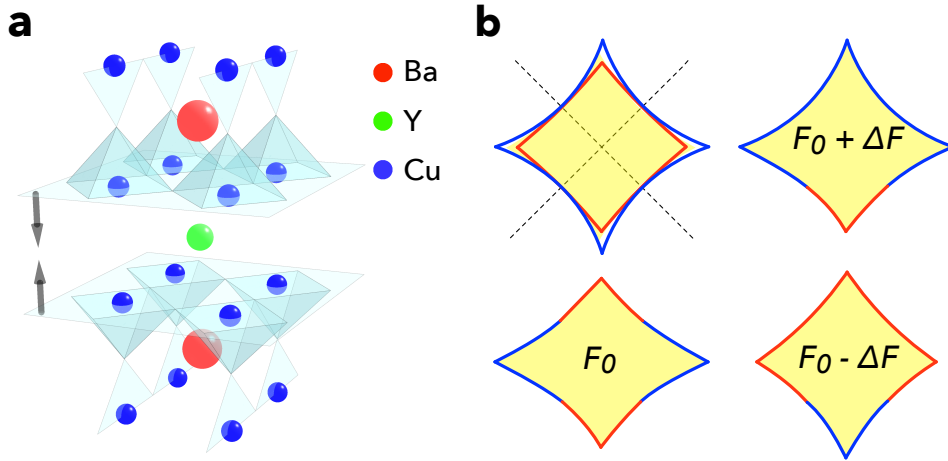 a
Ba
Y
Cu
b
F₀ + ΔF
F₀
F₀ - ΔF